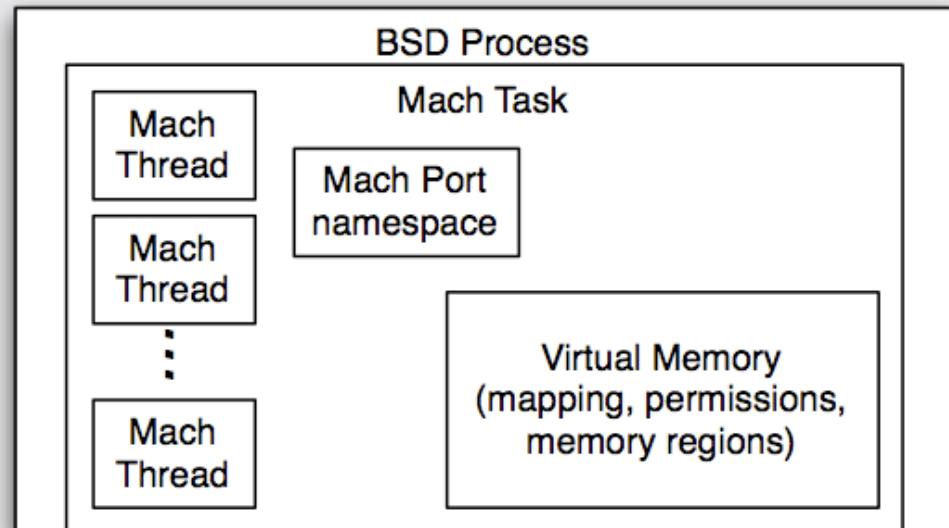 BSD Process
Mach Task
Mach
Thread
Mach Port
namespace
Mach
Thread
Virtual Memory
(mapping, permissions,
memory regions)
Mach
Thread